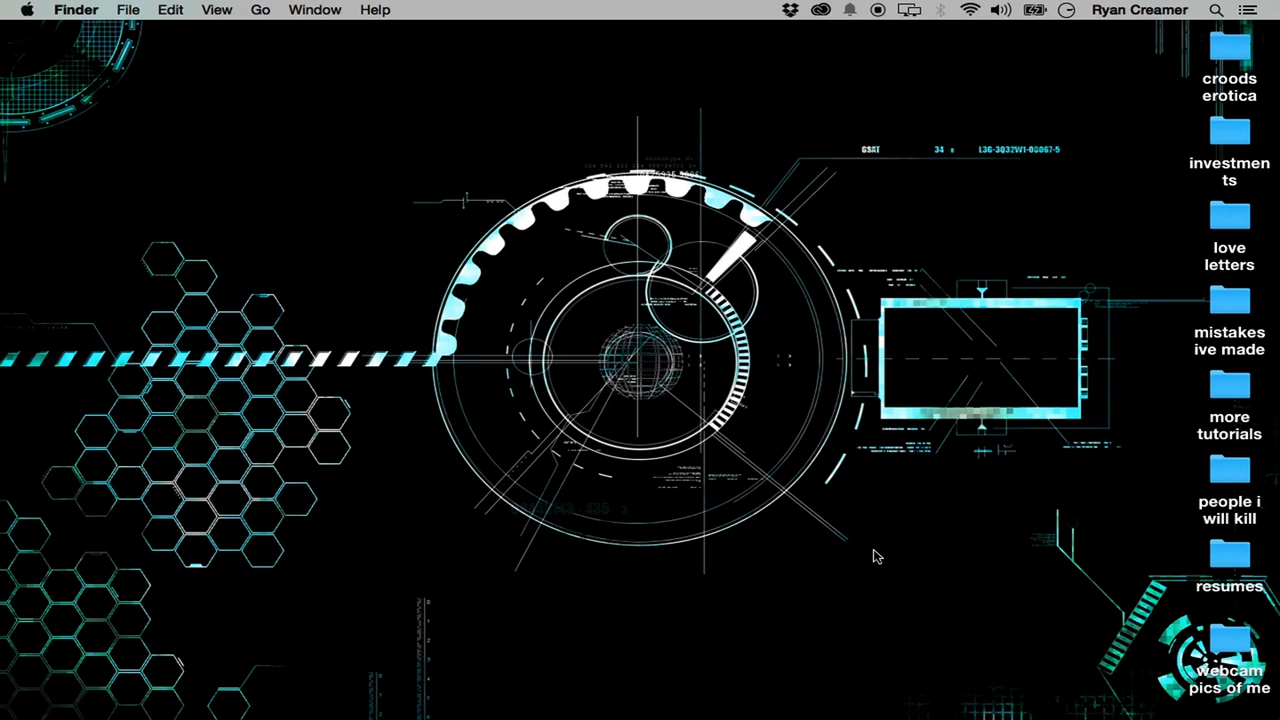 Finder File Edit View Go Window Help Ryan Creamer
croods
erotica
GSAT 34 L3G-3Q32W1-00067-5
investmen
ts
love
letters
mistakes
ive made
more
tutorials
people i
will kill
resumes
webcam
pics of me